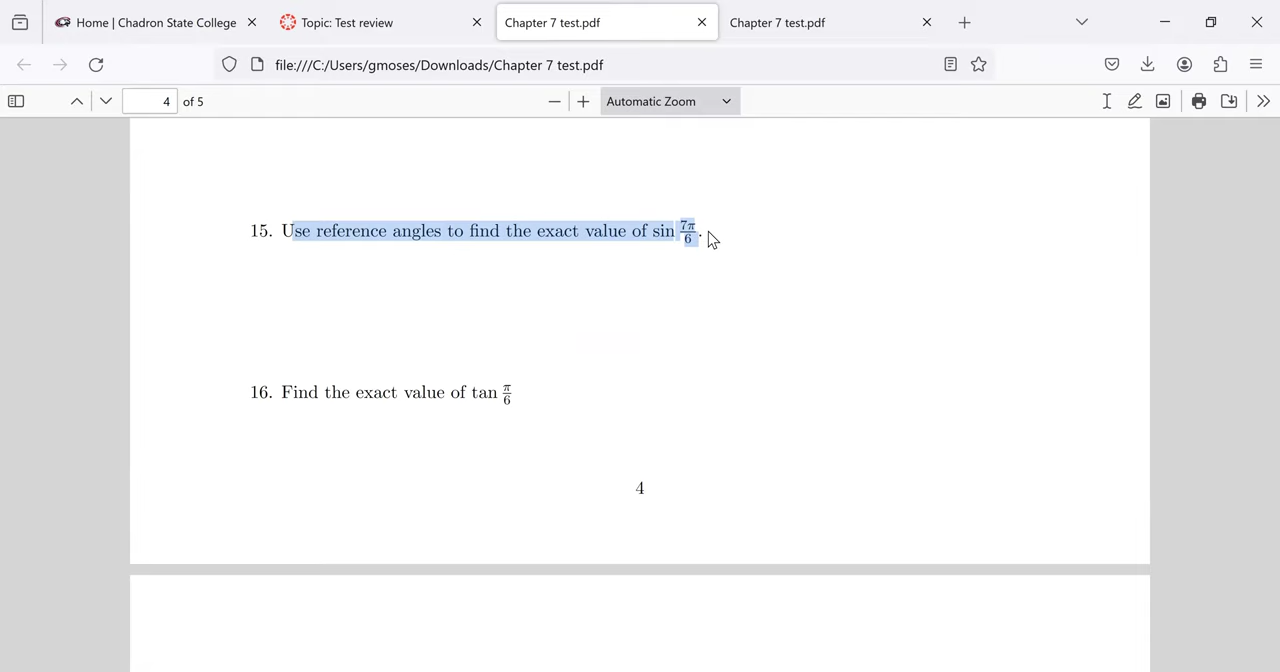 Home | Chadron State College
Topic: Test review
Chapter 7 test.pdf
Chapter 7 test.pdf
file:///C:/Users/gmoses/Downloads/Chapter 7 test.pdf
4 of 5
Automatic Zoom
15. Use reference angles to find the exact value of sin 7π/6.
16. Find the exact value of tan π/6
4